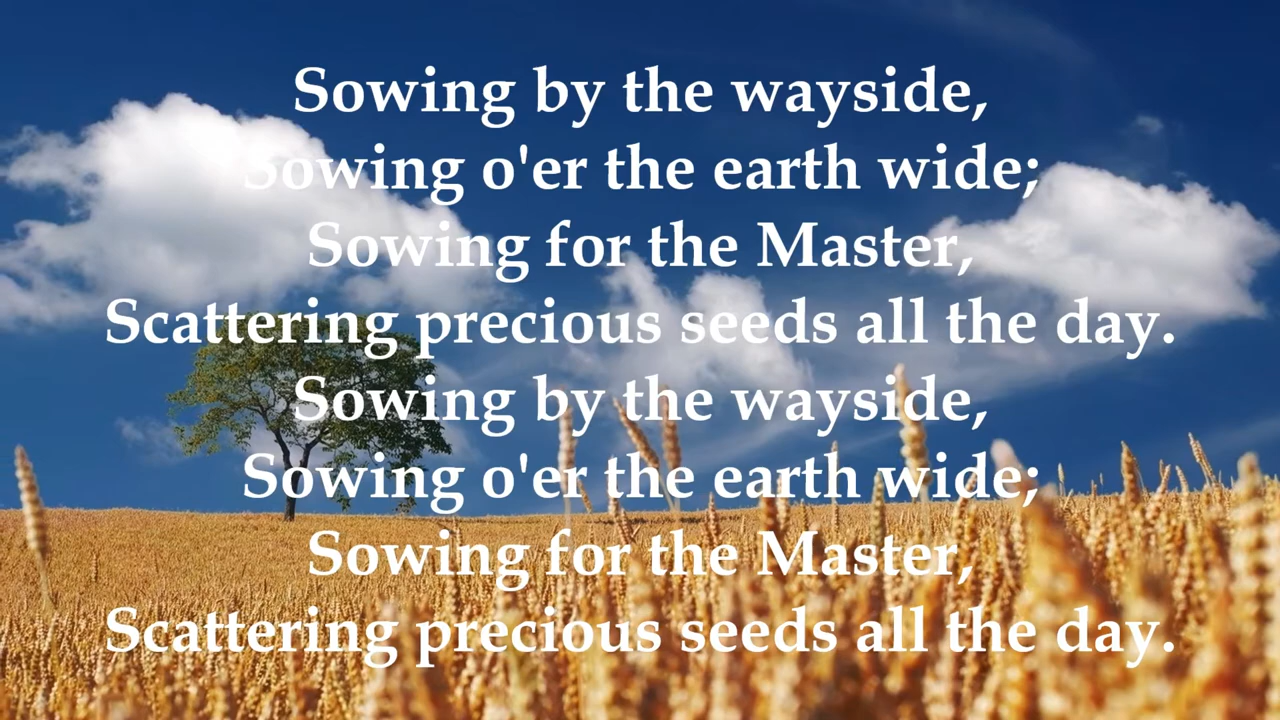 Sowing by the wayside,
Sowing o'er the earth wide;
Sowing for the Master,
Scattering precious seeds all the day.
Sowing by the wayside,
Sowing o'er the earth wide;
Sowing for the Master,
Scattering precious seeds all the day.